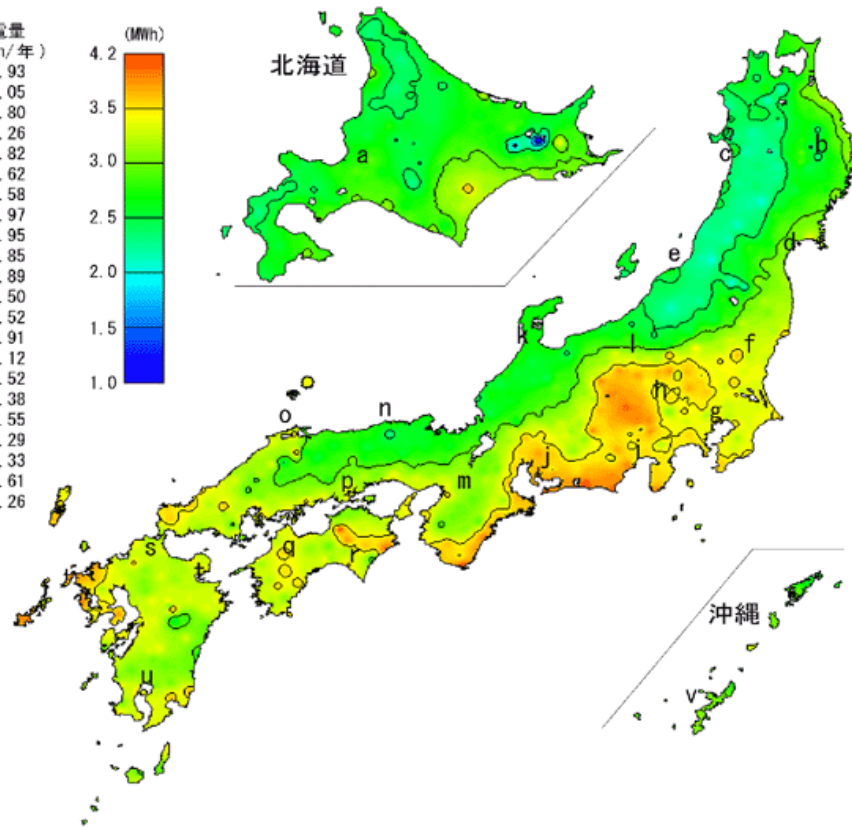 電量
h/年)
.93
.05
.80
.26
.82
.62
.58
.97
.95
.85
.89
.50
.52
.91
.12
.52
.38
.55
.29
.33
.61
.26
(MWh)
4.2
3.5
3.0
2.5
2.0
1.5
1.0
北海道
a
b
c
d
e
f
k
l
h
g
o
n
j
i
p
m
s
q
r
t
沖縄
u
v